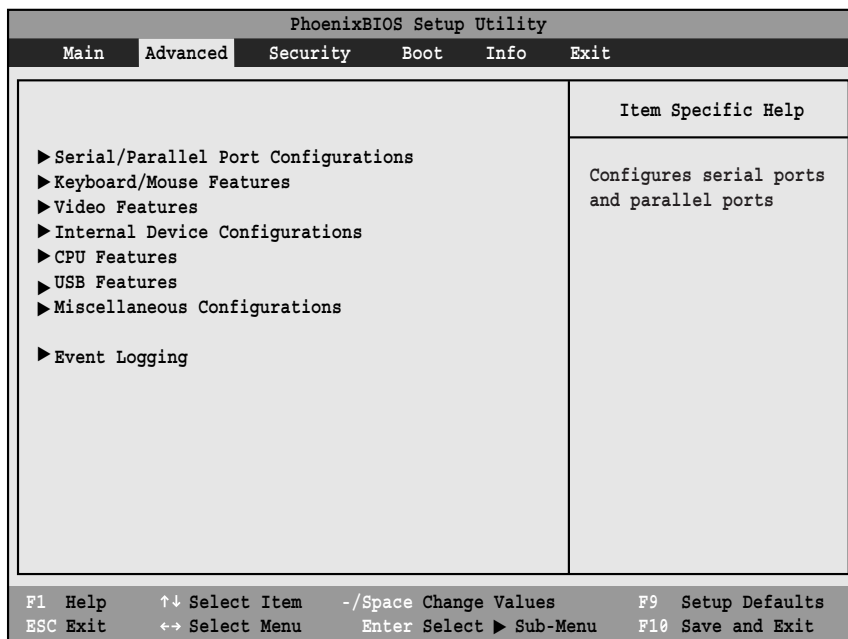 PhoenixBIOS Setup Utility
Main Advanced Security Boot Info Exit
Item Specific Help
▶Serial/Parallel Port Configurations
▶Keyboard/Mouse Features
▶Video Features
▶Internal Device Configurations
▶CPU Features
▶USB Features
▶Miscellaneous Configurations
▶Event Logging
Configures serial ports
and parallel ports
F1 Help ↑↓ Select Item -/Space Change Values F9 Setup Defaults
ESC Exit ←→ Select Menu Enter Select ▶ Sub-Menu F10 Save and Exit